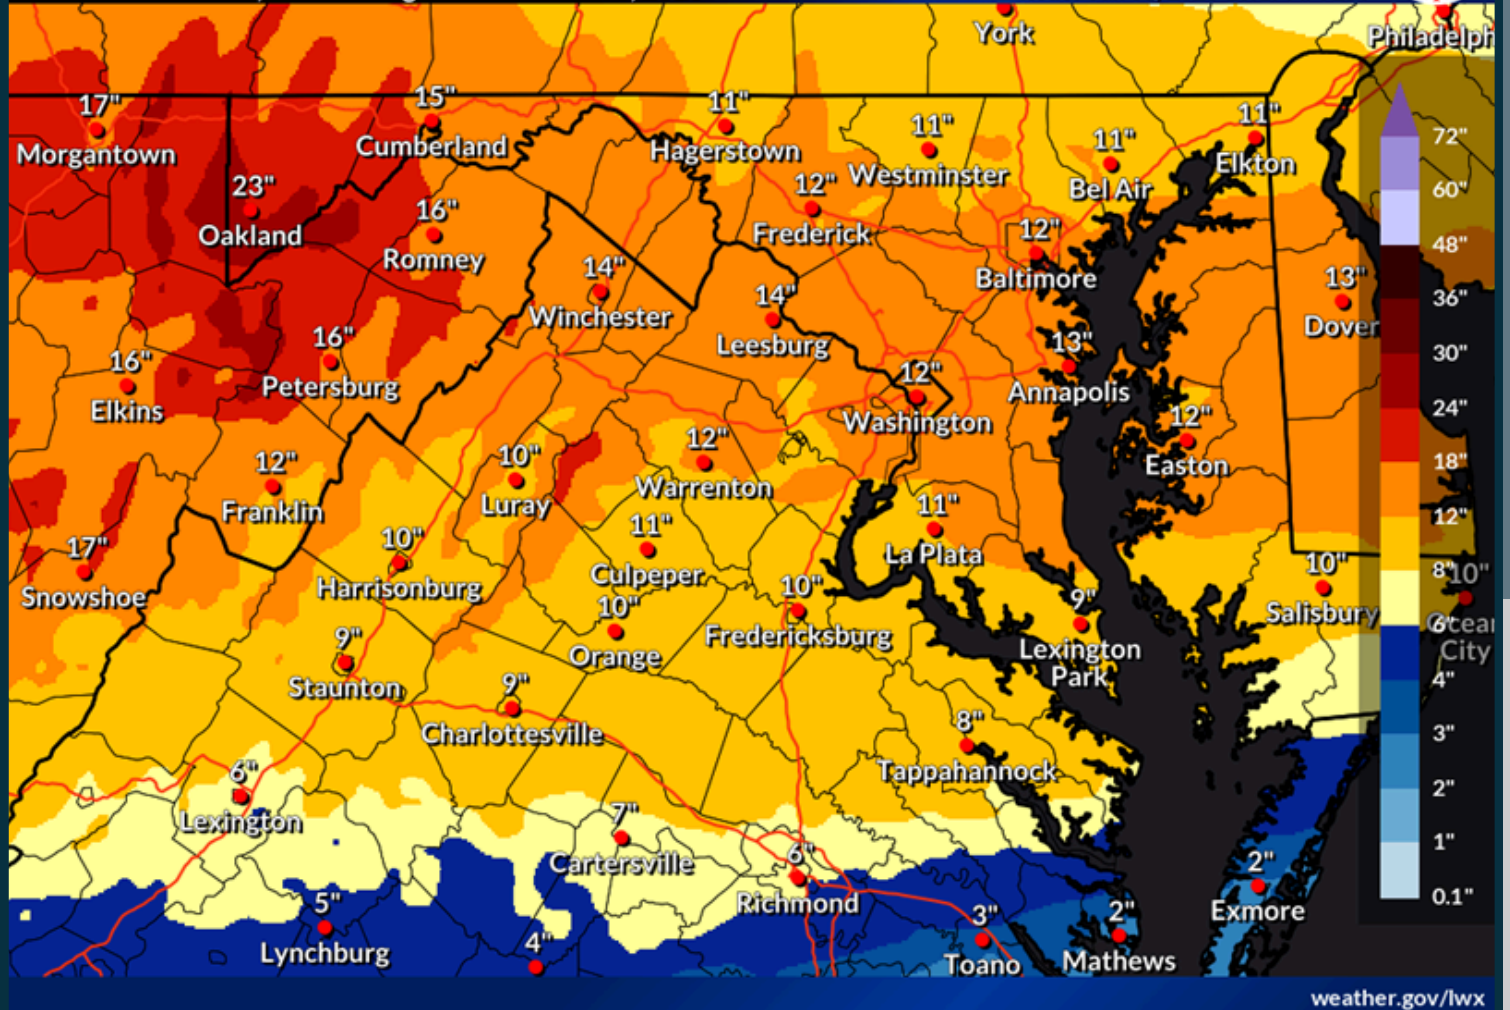 York
Philadelph
17"
Morgantown
15"
Cumberland
11"
Hagerstown
11"
Westminster
11"
Bel Air
11"
Elkton
72"
60"
48"
36"
30"
24"
18"
12"
8"
6"
4"
3"
2"
1"
0.1"
23"
Oakland
16"
Romney
12"
Frederick
12"
Baltimore
14"
Winchester
14"
Leesburg
13"
Dover
16"
Elkins
16"
Petersburg
12"
Washington
13"
Annapolis
12"
Easton
12"
Franklin
10"
Luray
12"
Warrenton
11"
La Plata
17"
Snowshoe
10"
Harrisonburg
11"
Culpeper
10"
Orange
10"
Fredericksburg
9"
Lexington
Park
10"
Salisbury
10"
Ocean
City
9"
Staunton
9"
Charlottesville
8"
Tappahannock
6"
Lexington
7"
Cartersville
6"
Richmond
5"
Lynchburg
4"
3"
Toano
2"
Mathews
2"
Exmore
weather.gov/lwx